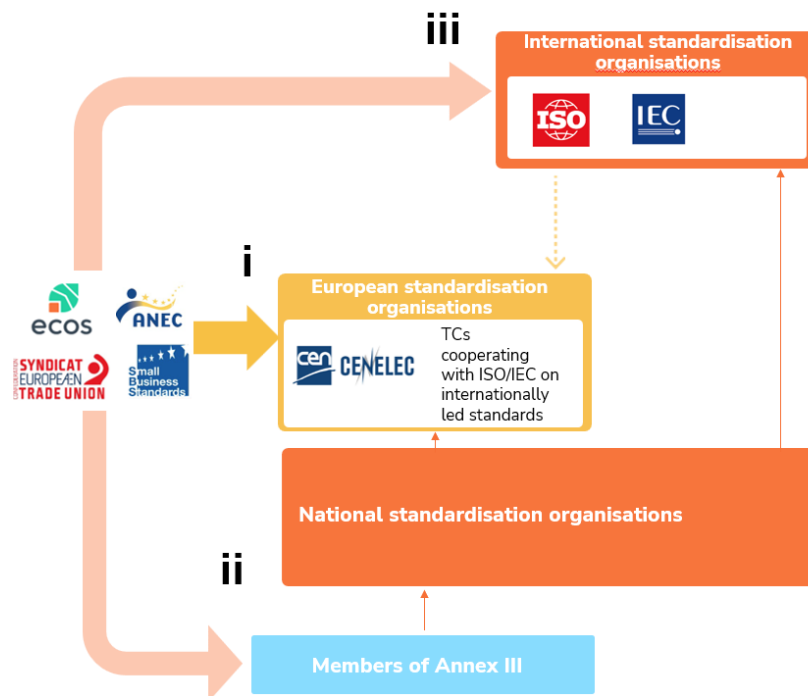 iii
International standardisation
organisations
ISO
IEC
i
European standardisation
organisations
ecos
ANEC
cen
CENELEC
TCs
cooperating
with ISO/IEC on
internationally
led standards
CONFEDERATION
SYNDICAT
EUROPEAN
TRADE UNION
Small
Business
Standards
National standardisation organisations
ii
Members of Annex III